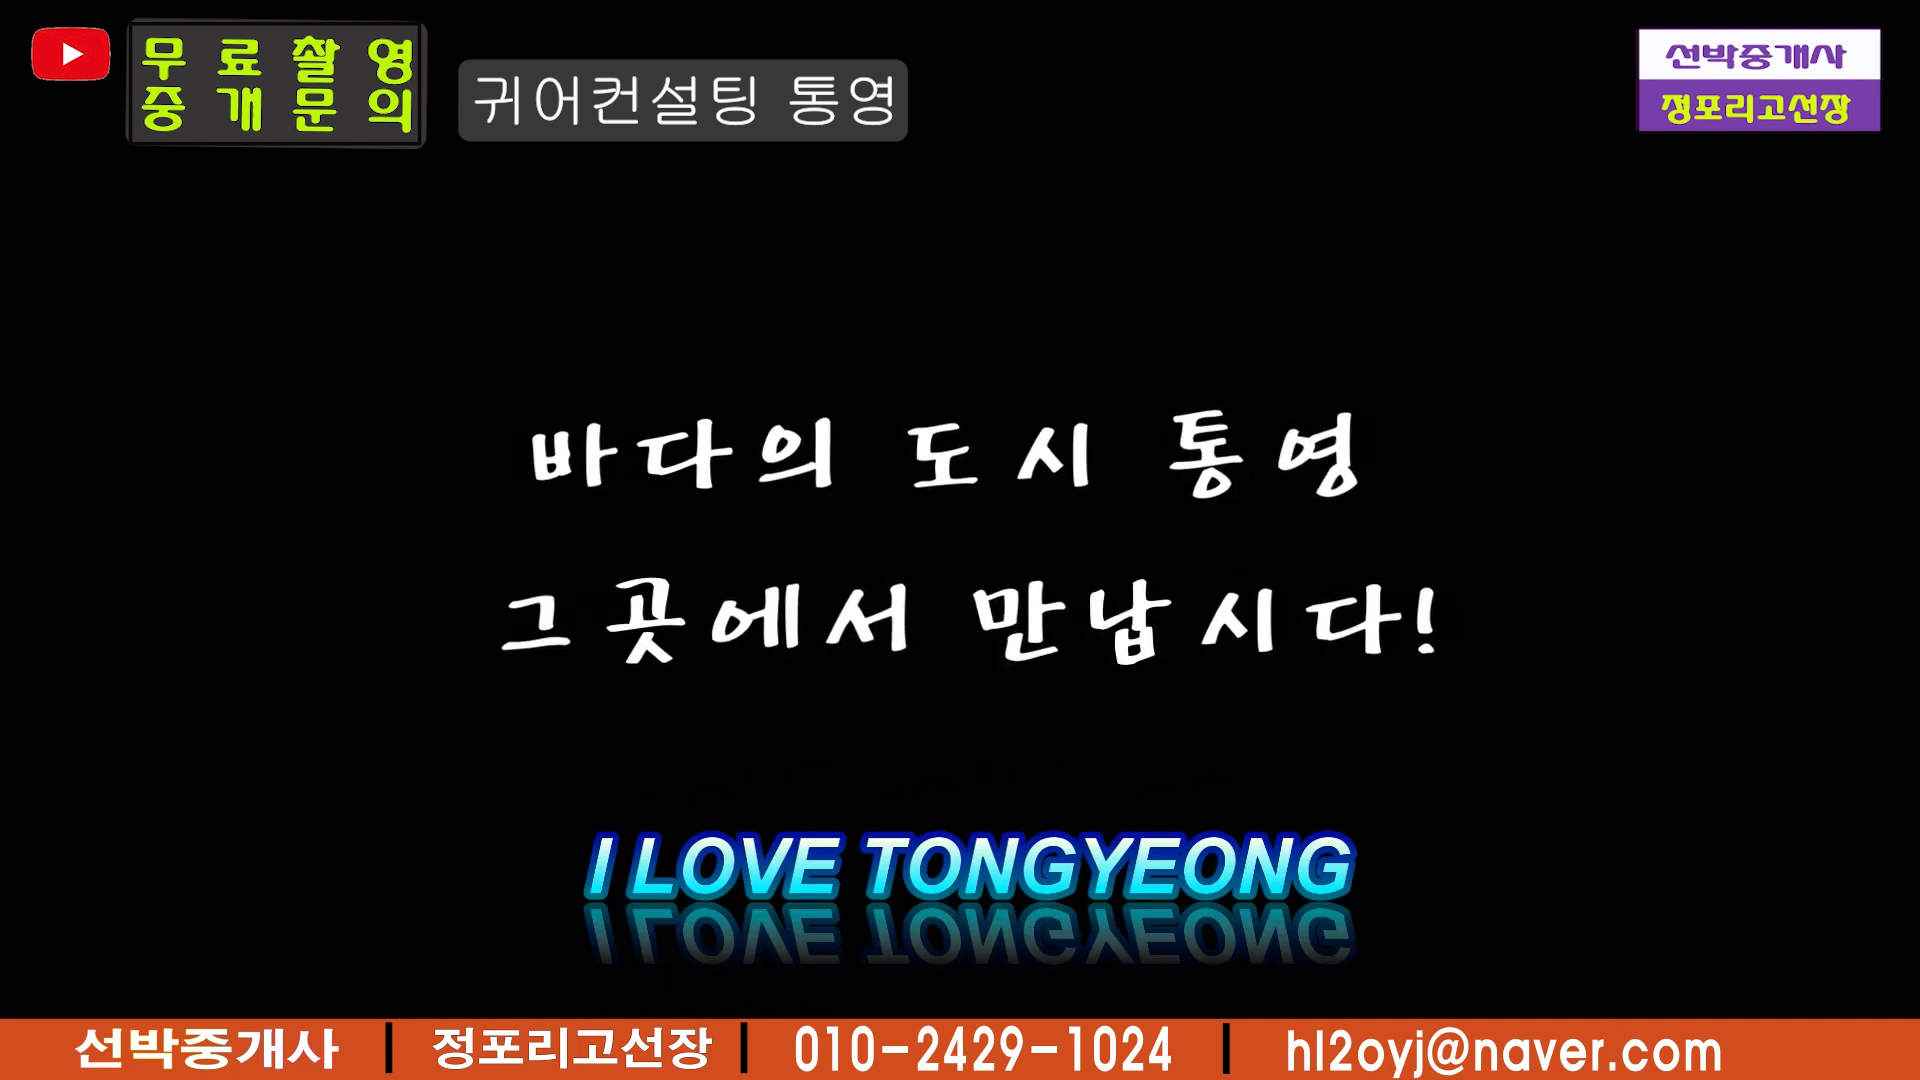 무료촬영
중개문의
귀어컨설팅 통영
선박중개사
정포리고선장
바다의 도시 통영
그곳에서 만납시다!
I LOVE TONGYEONG
선박중개사 | 정포리고선장 | 010-2429-1024 | hl2oyj@naver.com